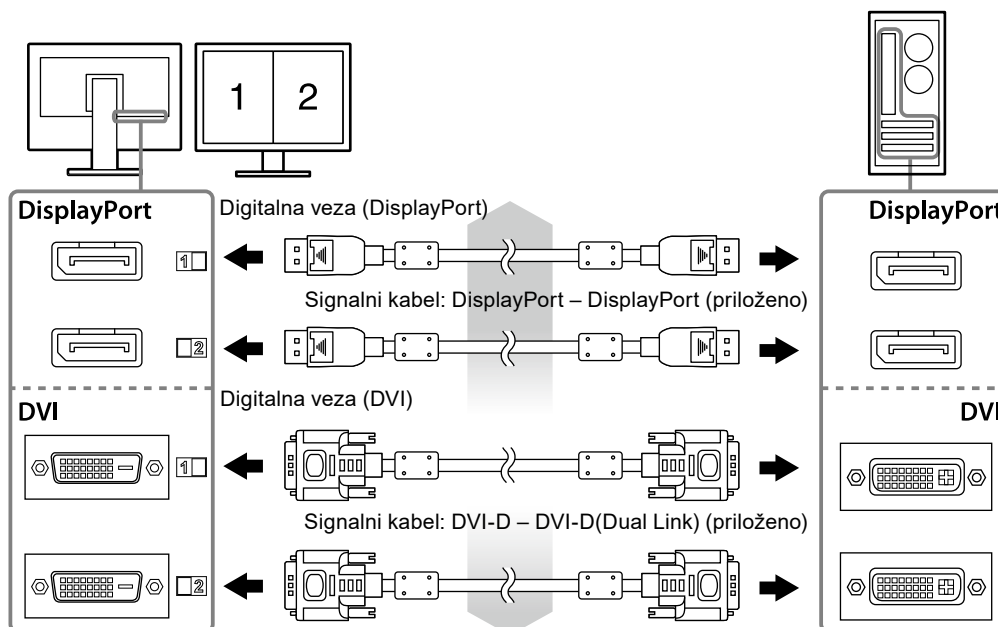 1 2
DisplayPort
DisplayPort
Digitalna veza (DisplayPort)
1
Signalni kabel: DisplayPort – DisplayPort (priloženo)
2
Digitalna veza (DVI)
DVI
DVI
1
Signalni kabel: DVI-D – DVI-D(Dual Link) (priloženo)
2